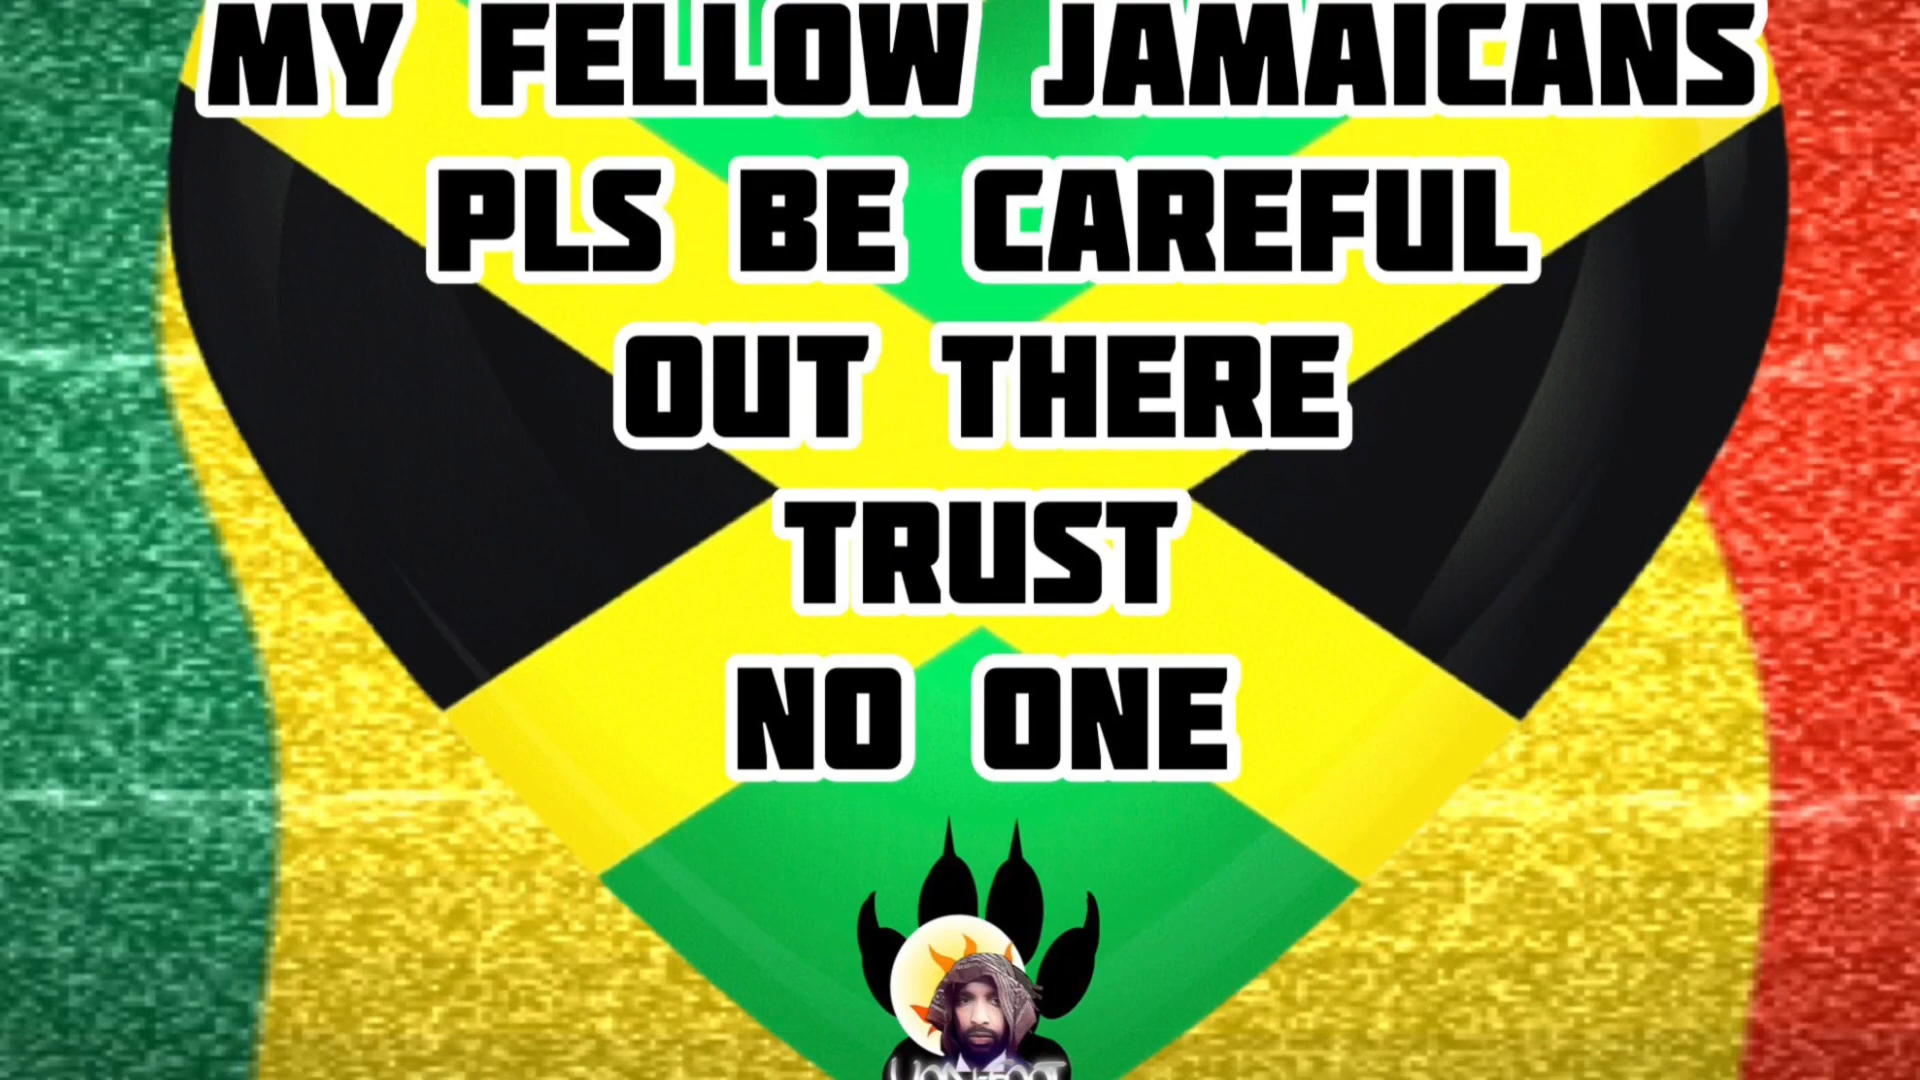 MY FELLOW JAMAICANS
PLS BE CAREFUL
OUT THERE
TRUST
NO ONE